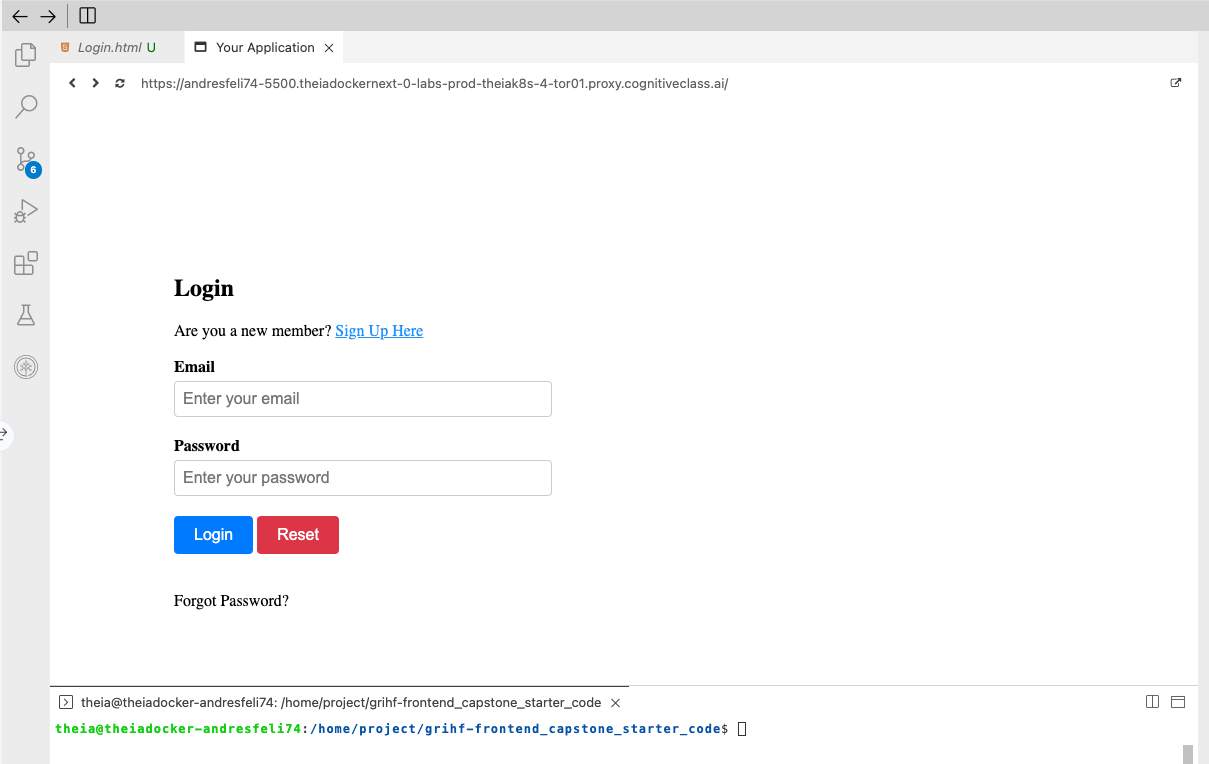 Login.html U
Your Application
https://andresfeli74-5500.theiadockernext-0-labs-prod-theiak8s-4-tor01.proxy.cognitiveclass.ai/
6
Login
Are you a new member? Sign Up Here
Email
Enter your email
Password
Enter your password
Login Reset
Forgot Password?
theia@theiadocker-andresfeli74: /home/project/grihf-frontend_capstone_starter_code
theia@theiadocker-andresfeli74:/home/project/grihf-frontend_capstone_starter_code$